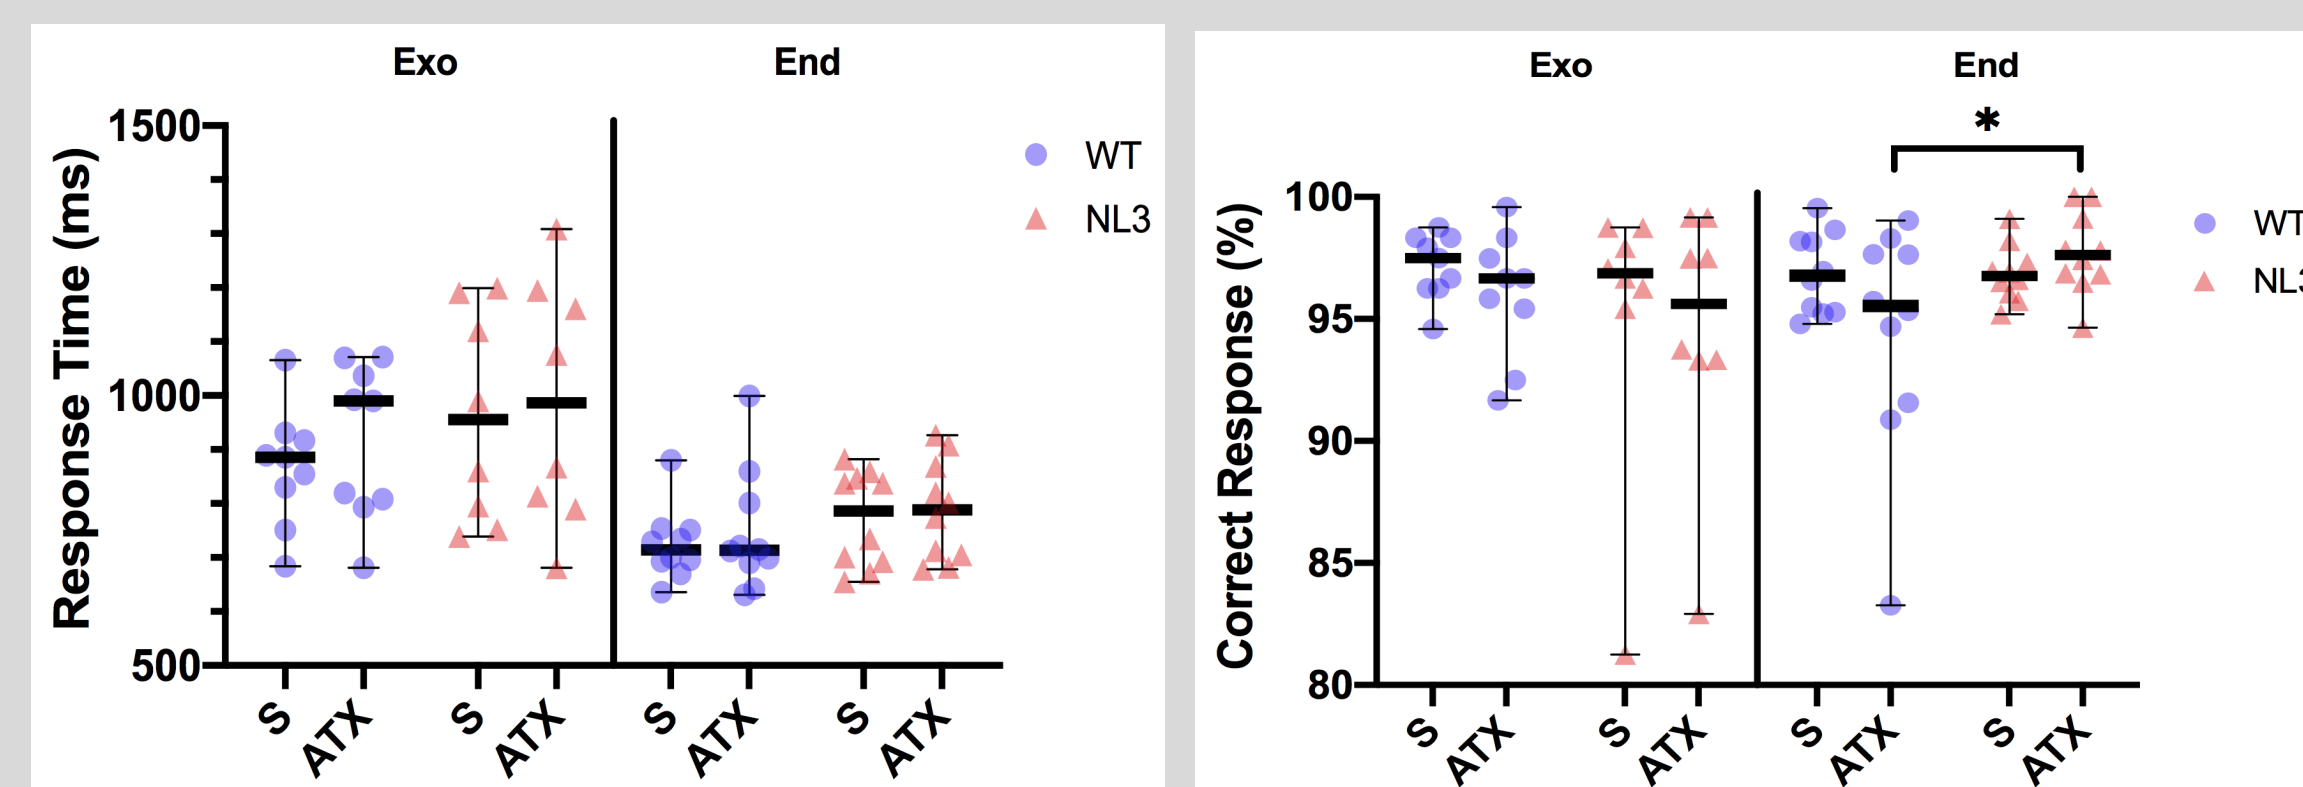 Exo End
Response Time (ms)
1500
1000
500
S ATX S ATX S ATX S ATX
WT
NL3
Exo End
*
Correct Response (%)
100
95
90
85
80
S ATX S ATX S ATX S ATX
WT